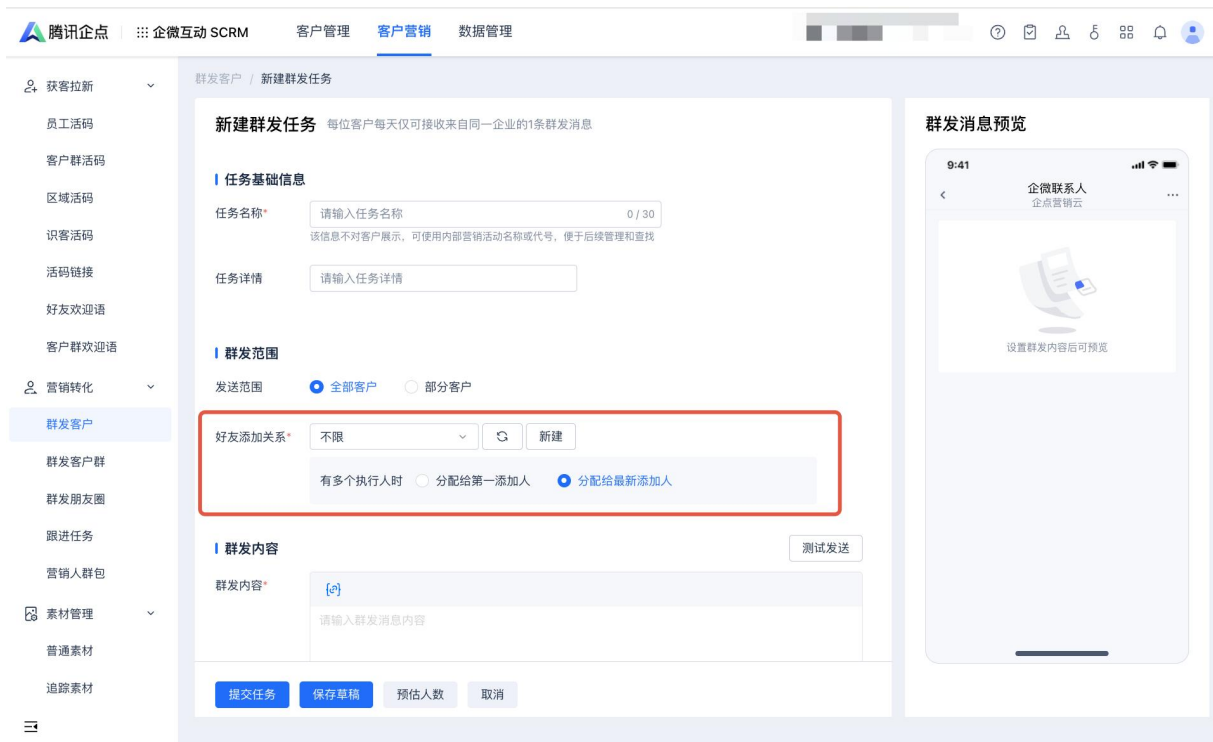 腾讯企点 企微互动 SCRM 客户管理 客户营销 数据管理
获客拉新
员工活码
客户群活码
区域活码
识客活码
活码链接
好友欢迎语
客户群欢迎语
营销转化
群发客户
群发客户群
群发朋友圈
跟进任务
营销人群包
素材管理
普通素材
追踪素材
群发客户 / 新建群发任务
新建群发任务 每位客户每天仅可接收来自同一企业的1条群发消息
任务基础信息
任务名称* 请输入任务名称 0 / 30
该信息不对客户展示，可使用内部营销活动名称或代号，便于后续管理和查找
任务详情 请输入任务详情
群发范围
发送范围 全部客户 部分客户
好友添加关系* 不限 新建
有多个执行人时 分配给第一添加人 分配给最新添加人
群发内容 测试发送
群发内容*
请输入群发消息内容
提交任务 保存草稿 预估人数 取消
群发消息预览
9:41
企微联系人
企点营销云
设置群发内容后可预览